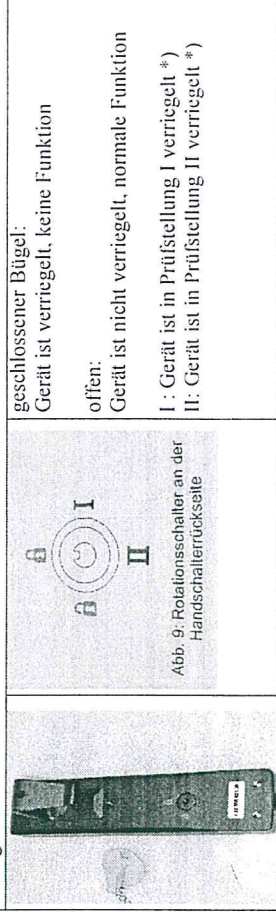 I
II
Abb. 9: Rotationsschalter an der
Handschalterrückseite
geschlossener Bügel:
Gerät ist verriegelt, keine Funktion
offen:
Gerät ist nicht verriegelt, normale Funktion
I : Gerät ist in Prüfstellung I verriegelt *)
II: Gerät ist in Prüfstellung II verriegelt *)